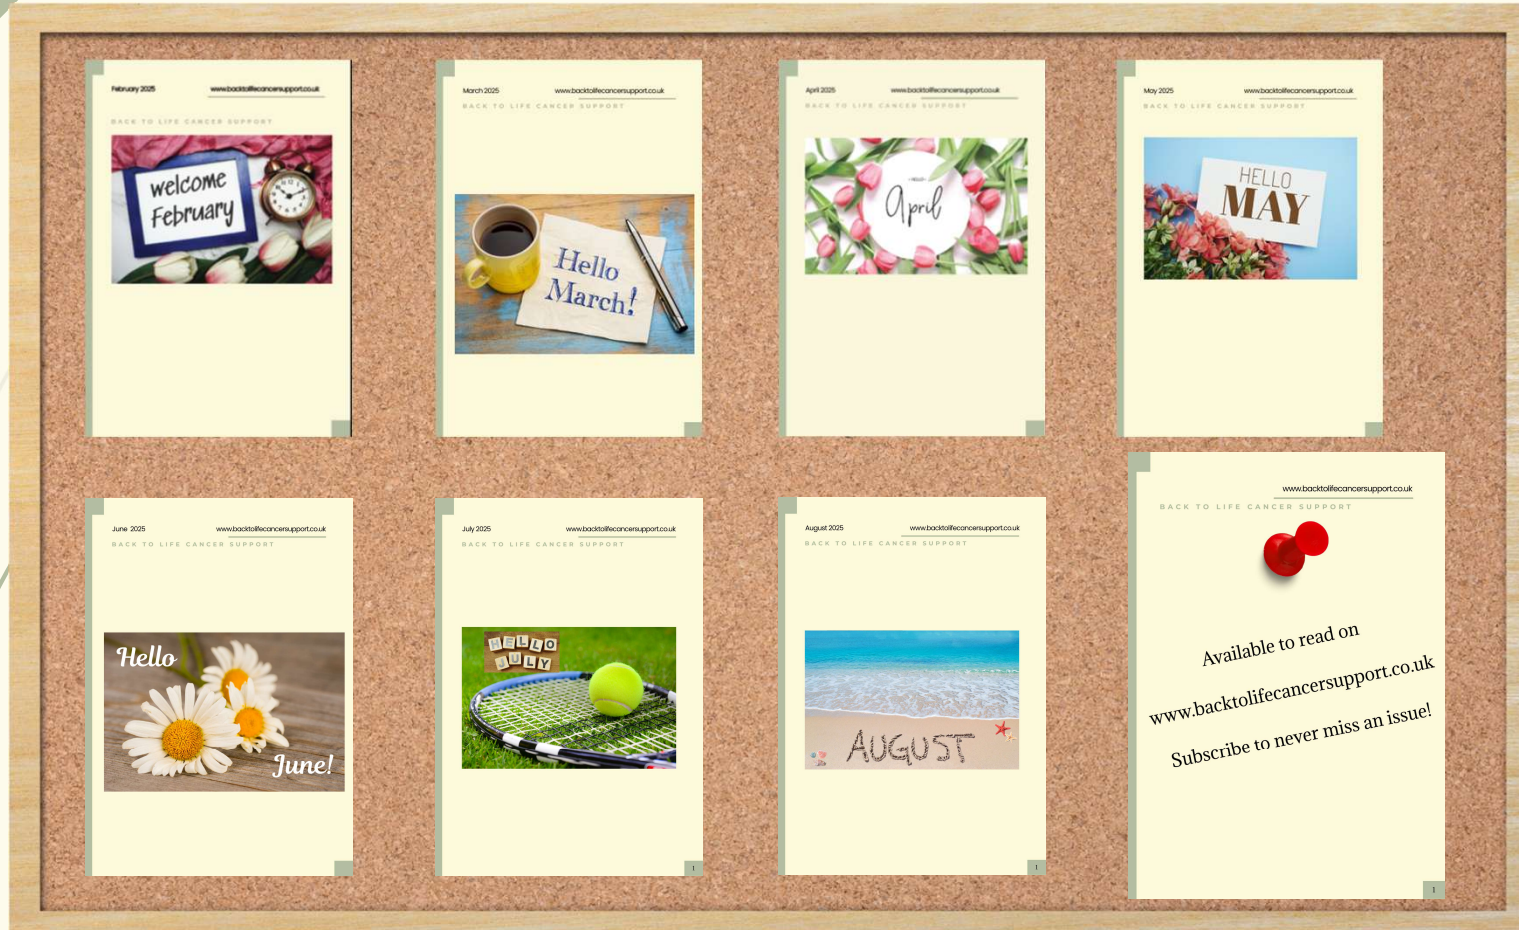 February 2025
www.backtolifecancersupport.co.uk
BACK TO LIFE CANCER SUPPORT
welcome
February
March 2025
www.backtolifecancersupport.co.uk
BACK TO LIFE CANCER SUPPORT
Hello
March!
April 2025
www.backtolifecancersupport.co.uk
BACK TO LIFE CANCER SUPPORT
HELLO
April
May 2025
www.backtolifecancersupport.co.uk
BACK TO LIFE CANCER SUPPORT
HELLO
MAY
June 2025
www.backtolifecancersupport.co.uk
BACK TO LIFE CANCER SUPPORT
Hello
June!
July 2025
www.backtolifecancersupport.co.uk
BACK TO LIFE CANCER SUPPORT
HELLO
JULY
1
August 2025
www.backtolifecancersupport.co.uk
BACK TO LIFE CANCER SUPPORT
AUGUST
1
www.backtolifecancersupport.co.uk
BACK TO LIFE CANCER SUPPORT
Available to read on
www.backtolifecancersupport.co.uk
Subscribe to never miss an issue!
1